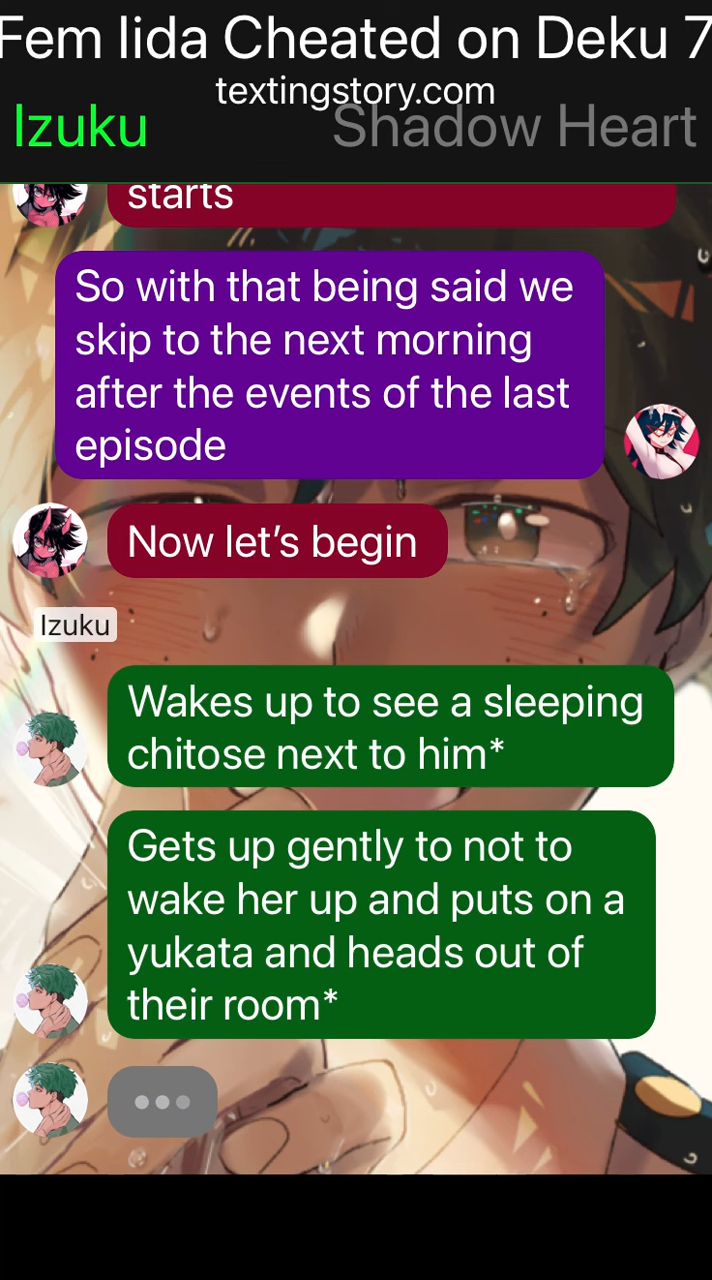 Fem Iida Cheated on Deku 7
textingstory.com
Izuku
Shadow Heart
starts
So with that being said we
skip to the next morning
after the events of the last
episode
Now let's begin
Izuku
Wakes up to see a sleeping
chitose next to him*
Gets up gently to not to
wake her up and puts on a
yukata and heads out of
their room*